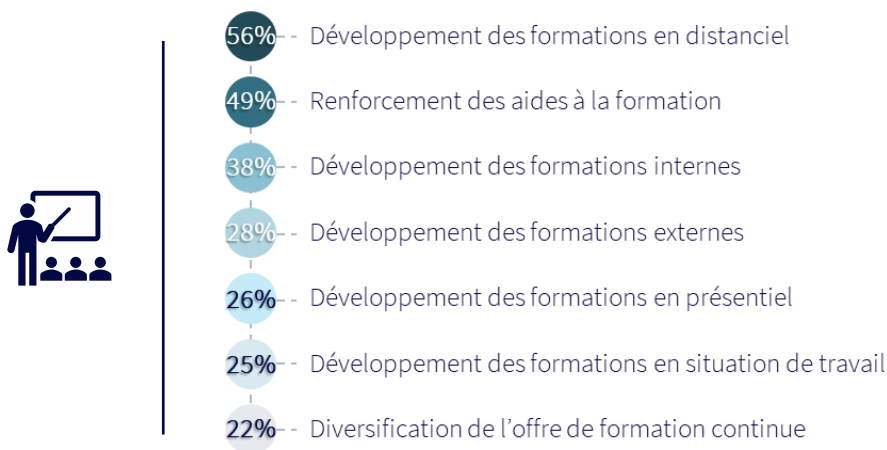 56% Développement des formations en distanciel
49% Renforcement des aides à la formation
38% Développement des formations internes
28% Développement des formations externes
26% Développement des formations en présentiel
25% Développement des formations en situation de travail
22% Diversification de l’offre de formation continue